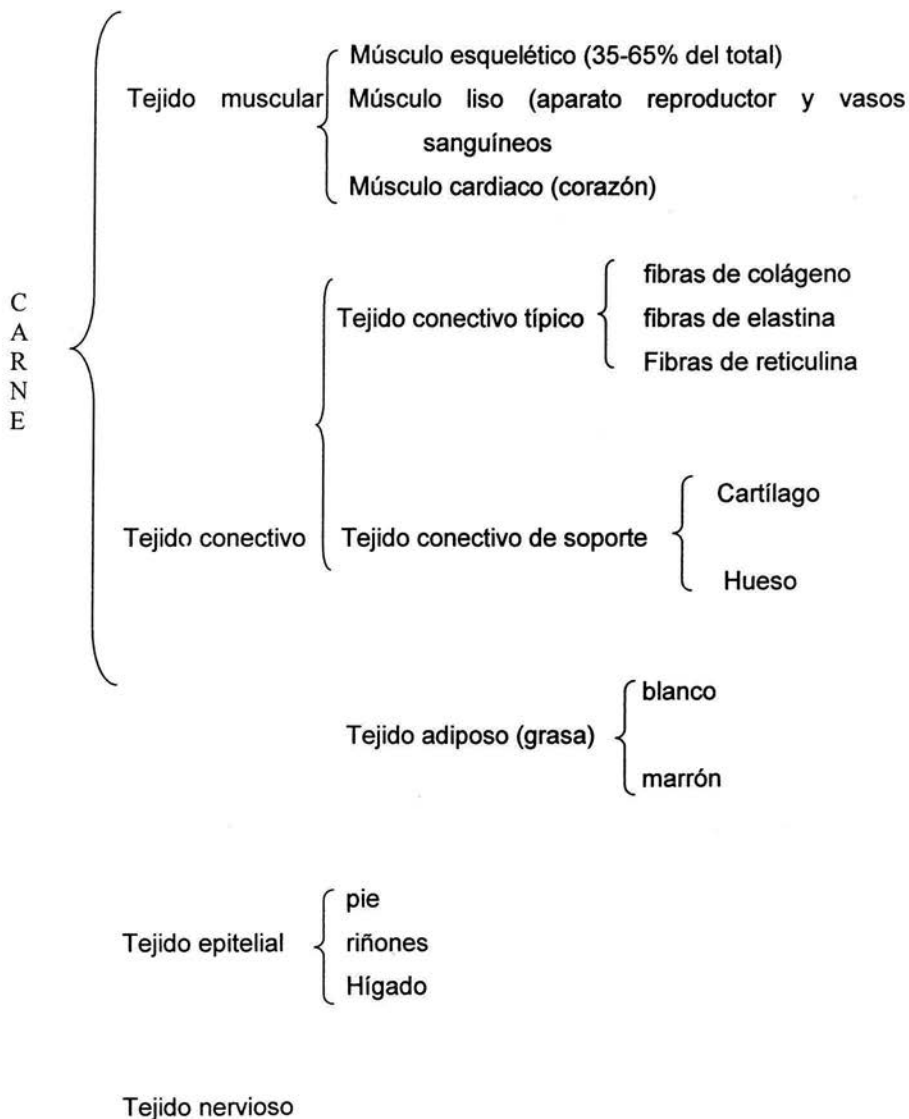 Músculo esquelético (35-65% del total)
Tejido muscular
Músculo liso (aparato reproductor y vasos
sanguíneos
Músculo cardiaco (corazón)
CARNE
Tejido conectivo típico
fibras de colágeno
fibras de elastina
Fibras de reticulina
Tejido conectivo
Tejido conectivo de soporte
Cartílago
Hueso
Tejido adiposo (grasa)
blanco
marrón
Tejido epitelial
pie
riñones
Hígado
Tejido nervioso